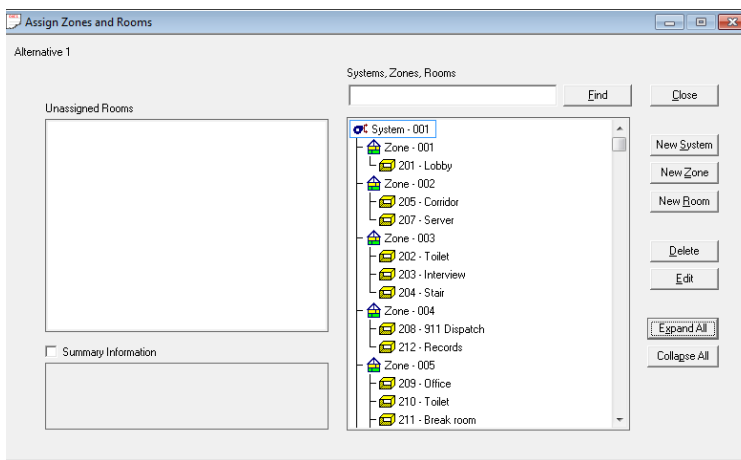 Assign Zones and Rooms
Alternative 1
Systems, Zones, Rooms
Find
Close
Unassigned Rooms
System - 001
Zone - 001
201 - Lobby
Zone - 002
205 - Corridor
207 - Server
Zone - 003
202 - Toilet
203 - Interview
204 - Stair
Zone - 004
208 - 911 Dispatch
212 - Records
Zone - 005
209 - Office
210 - Toilet
211 - Break room
New System
New Zone
New Room
Delete
Edit
Expand All
Collapse All
Summary Information